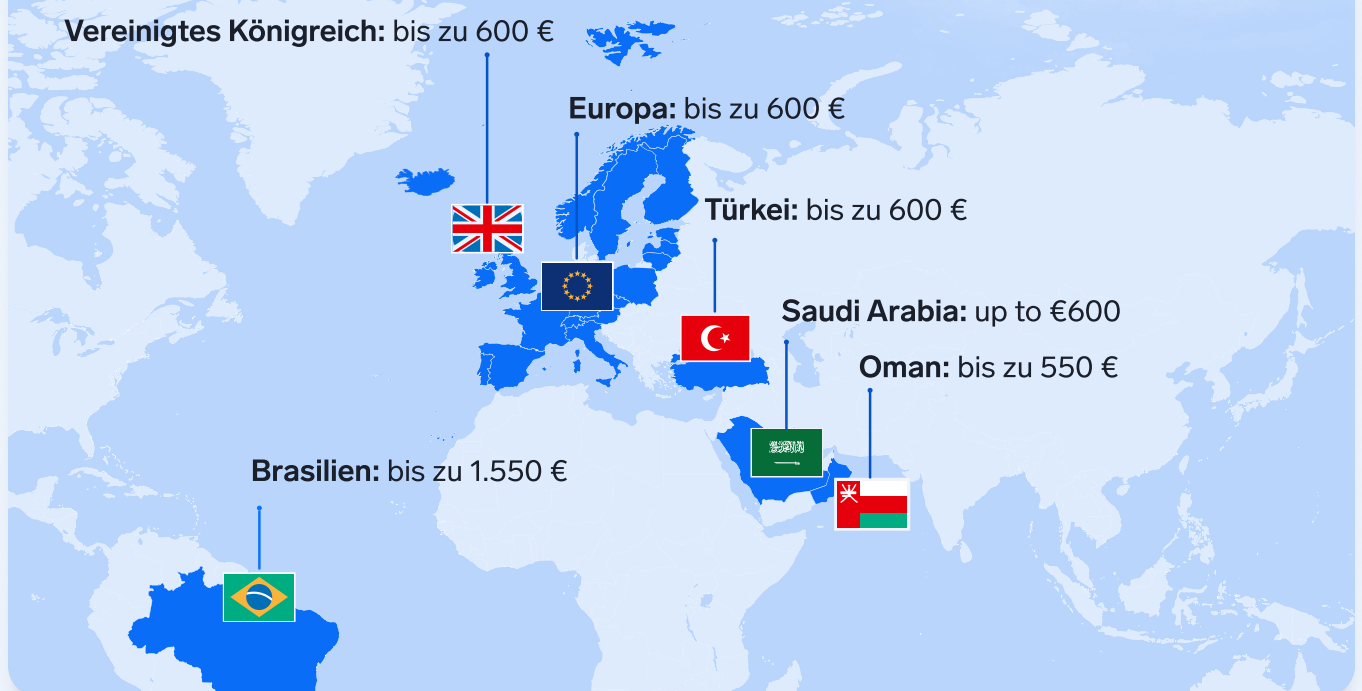 Vereinigtes Königreich: bis zu 600 €
Europa: bis zu 600 €
Türkei: bis zu 600 €
Saudi Arabia: up to €600
Oman: bis zu 550 €
Brasilien: bis zu 1.550 €